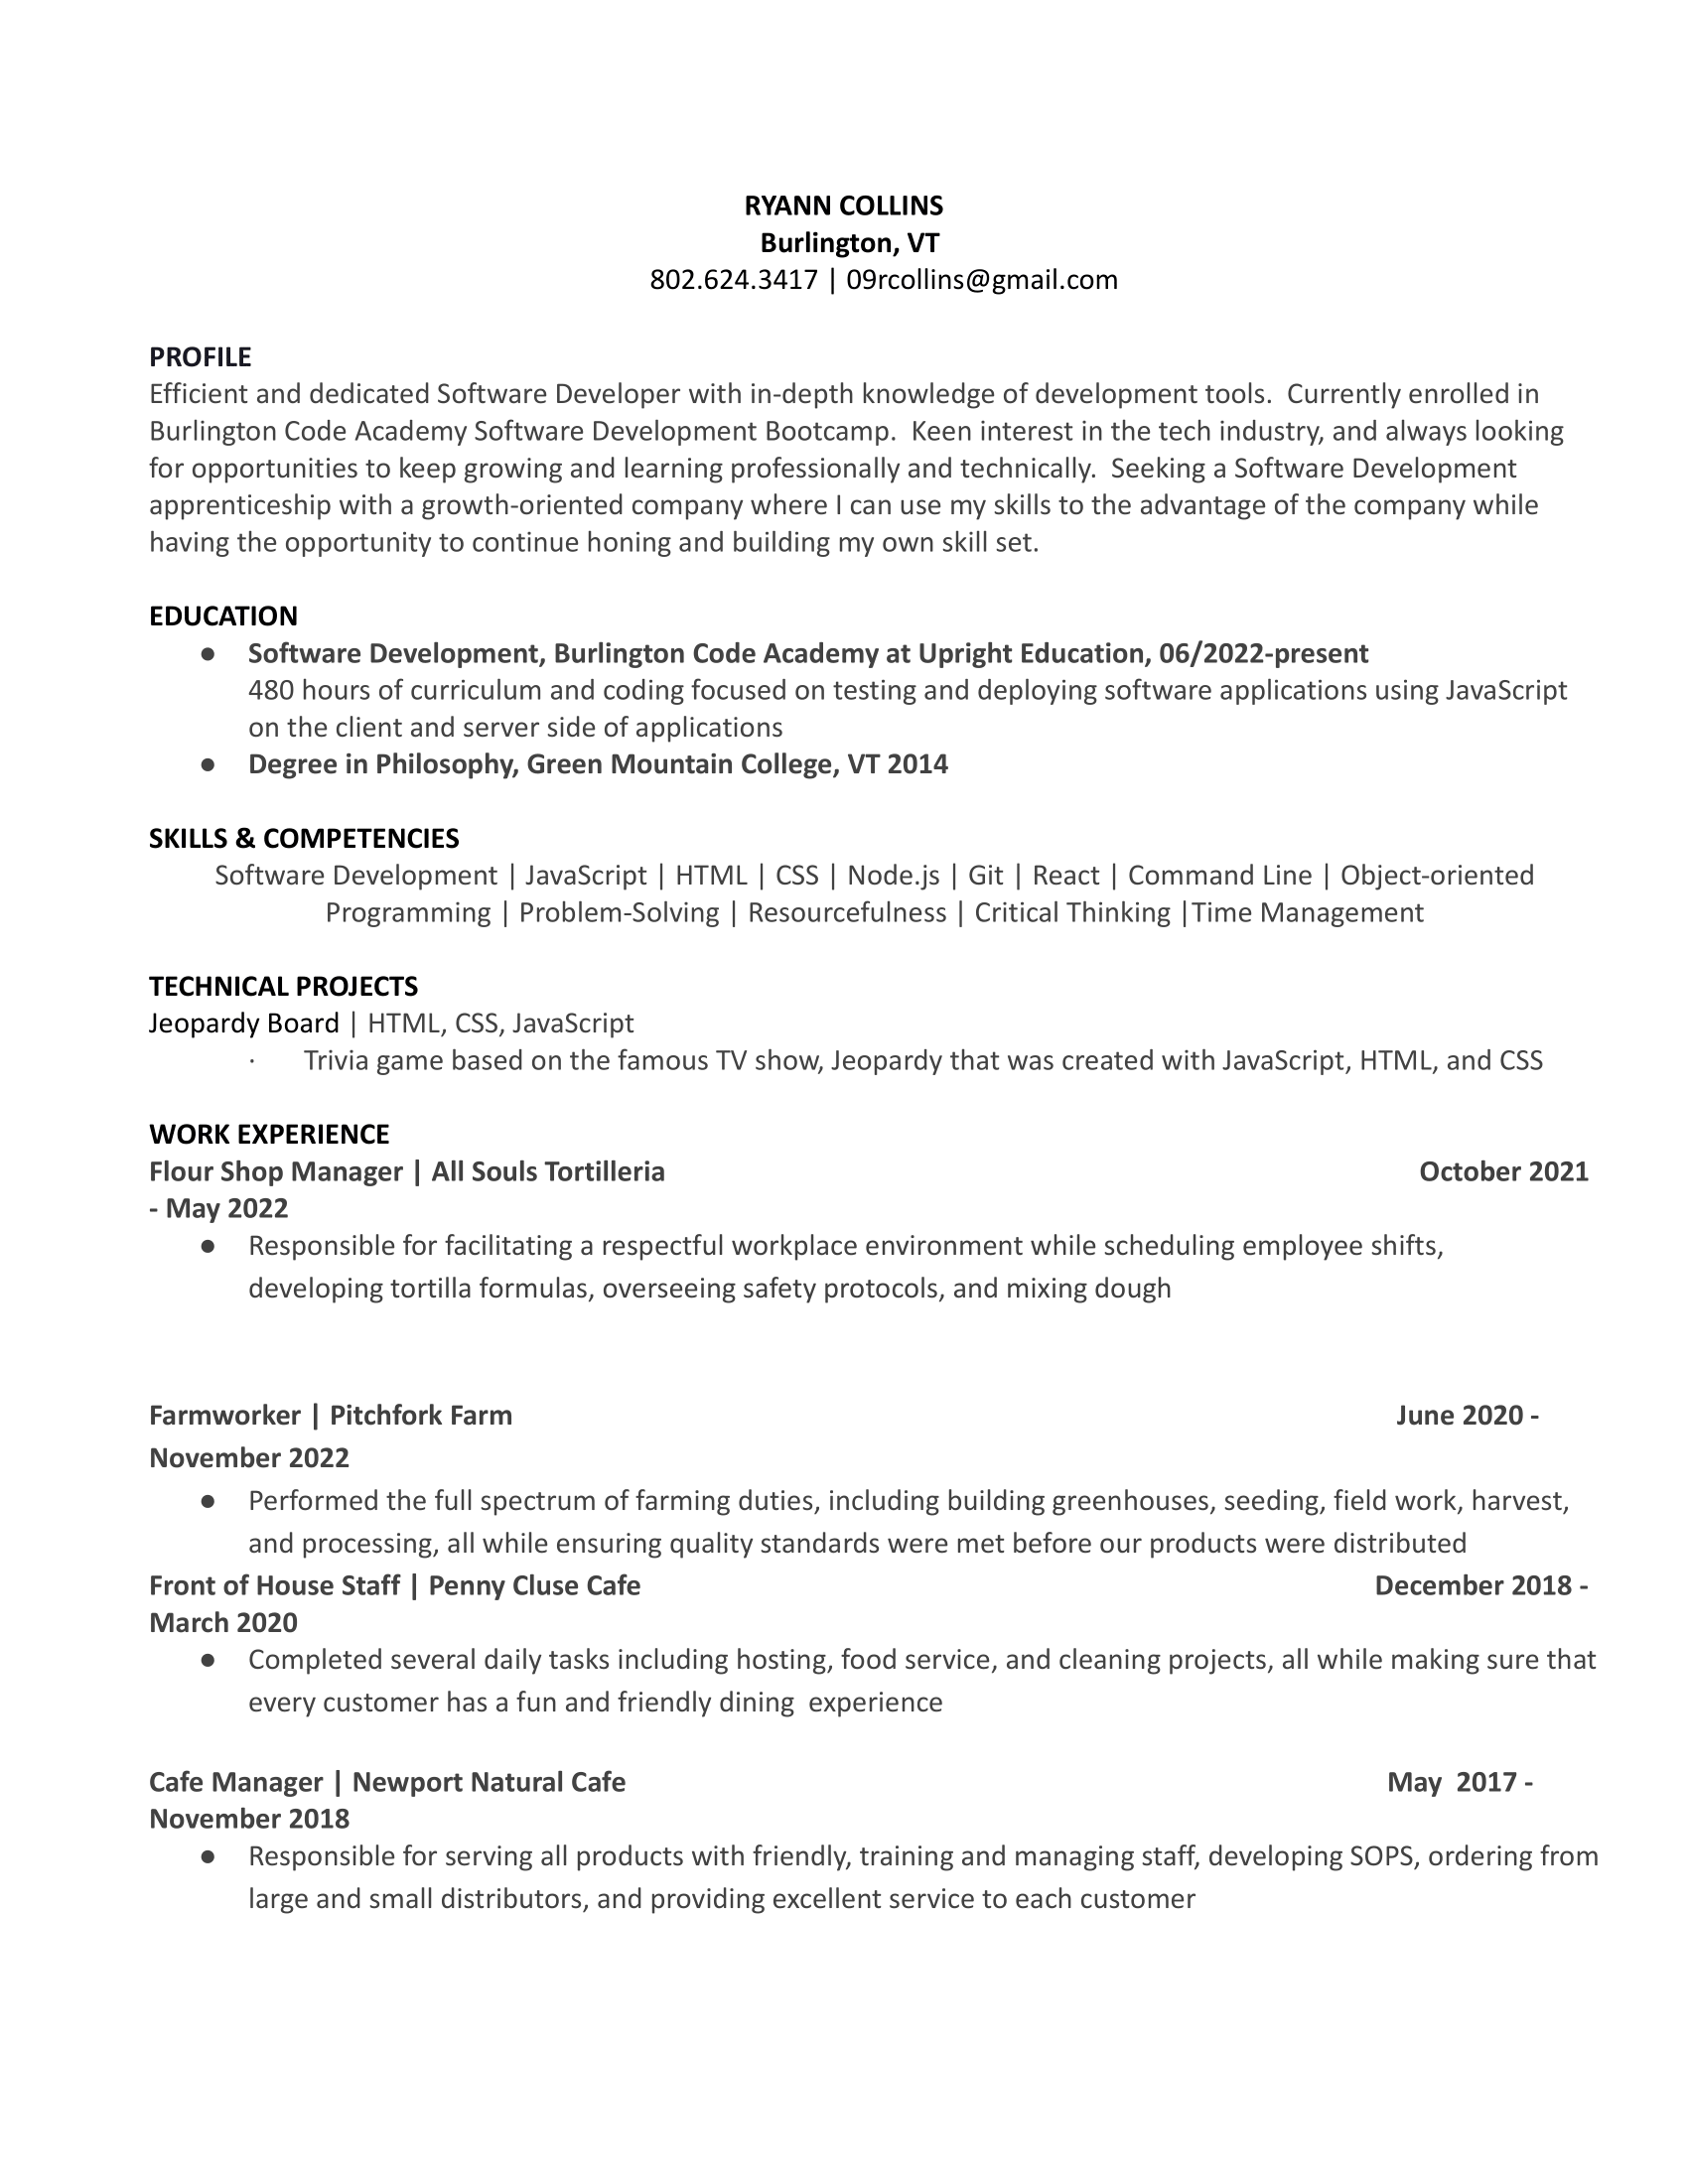 RYANN COLLINS
Burlington, VT
802.624.3417 | 09rcollins@gmail.com
PROFILE
Efficient and dedicated Software Developer with in-depth knowledge of development tools.  Currently enrolled in
Burlington Code Academy Software Development Bootcamp.  Keen interest in the tech industry, and always looking
for opportunities to keep growing and learning professionally and technically.  Seeking a Software Development
apprenticeship with a growth-oriented company where I can use my skills to the advantage of the company while
having the opportunity to continue honing and building my own skill set.
EDUCATION
● Software Development, Burlington Code Academy at Upright Education, 06/2022-present
480 hours of curriculum and coding focused on testing and deploying software applications using JavaScript
on the client and server side of applications
● Degree in Philosophy, Green Mountain College, VT 2014
SKILLS & COMPETENCIES
Software Development | JavaScript | HTML | CSS | Node.js | Git | React | Command Line | Object-oriented
Programming | Problem-Solving | Resourcefulness | Critical Thinking |Time Management
TECHNICAL PROJECTS
Jeopardy Board | HTML, CSS, JavaScript
· Trivia game based on the famous TV show, Jeopardy that was created with JavaScript, HTML, and CSS
WORK EXPERIENCE
Flour Shop Manager | All Souls Tortilleria October 2021
- May 2022
● Responsible for facilitating a respectful workplace environment while scheduling employee shifts,
developing tortilla formulas, overseeing safety protocols, and mixing dough
Farmworker | Pitchfork Farm June 2020 -
November 2022
● Performed the full spectrum of farming duties, including building greenhouses, seeding, field work, harvest,
and processing, all while ensuring quality standards were met before our products were distributed
Front of House Staff | Penny Cluse Cafe December 2018 -
March 2020
● Completed several daily tasks including hosting, food service, and cleaning projects, all while making sure that
every customer has a fun and friendly dining  experience
Cafe Manager | Newport Natural Cafe May  2017 -
November 2018
● Responsible for serving all products with friendly, training and managing staff, developing SOPS, ordering from
large and small distributors, and providing excellent service to each customer